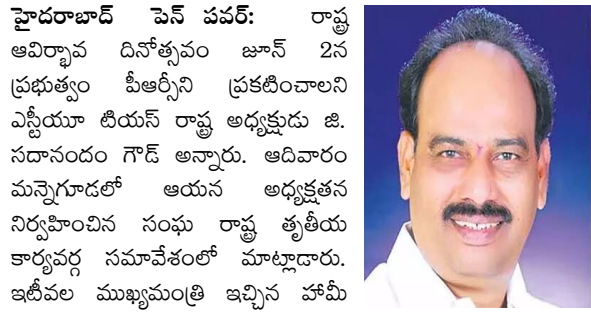 హైదరాబాద్ పెన్ పవర్: రాష్ట్ర
ఆవిర్భావ దినోత్సవం జూన్ 2న
ప్రభుత్వం పీఆర్సీని ప్రకటించాలని
ఎస్టీయూ టియస్ రాష్ట్ర అధ్యక్షుడు జి.
సదానందం గౌడ్ అన్నారు. ఆదివారం
మన్నెగూడలో ఆయన అధ్యక్షతన
నిర్వహించిన సంఘ రాష్ట్ర తృతీయ
కార్యవర్గ సమావేశంలో మాట్లాడారు.
ఇటీవల ముఖ్యమంత్రి ఇచ్చిన హామీ